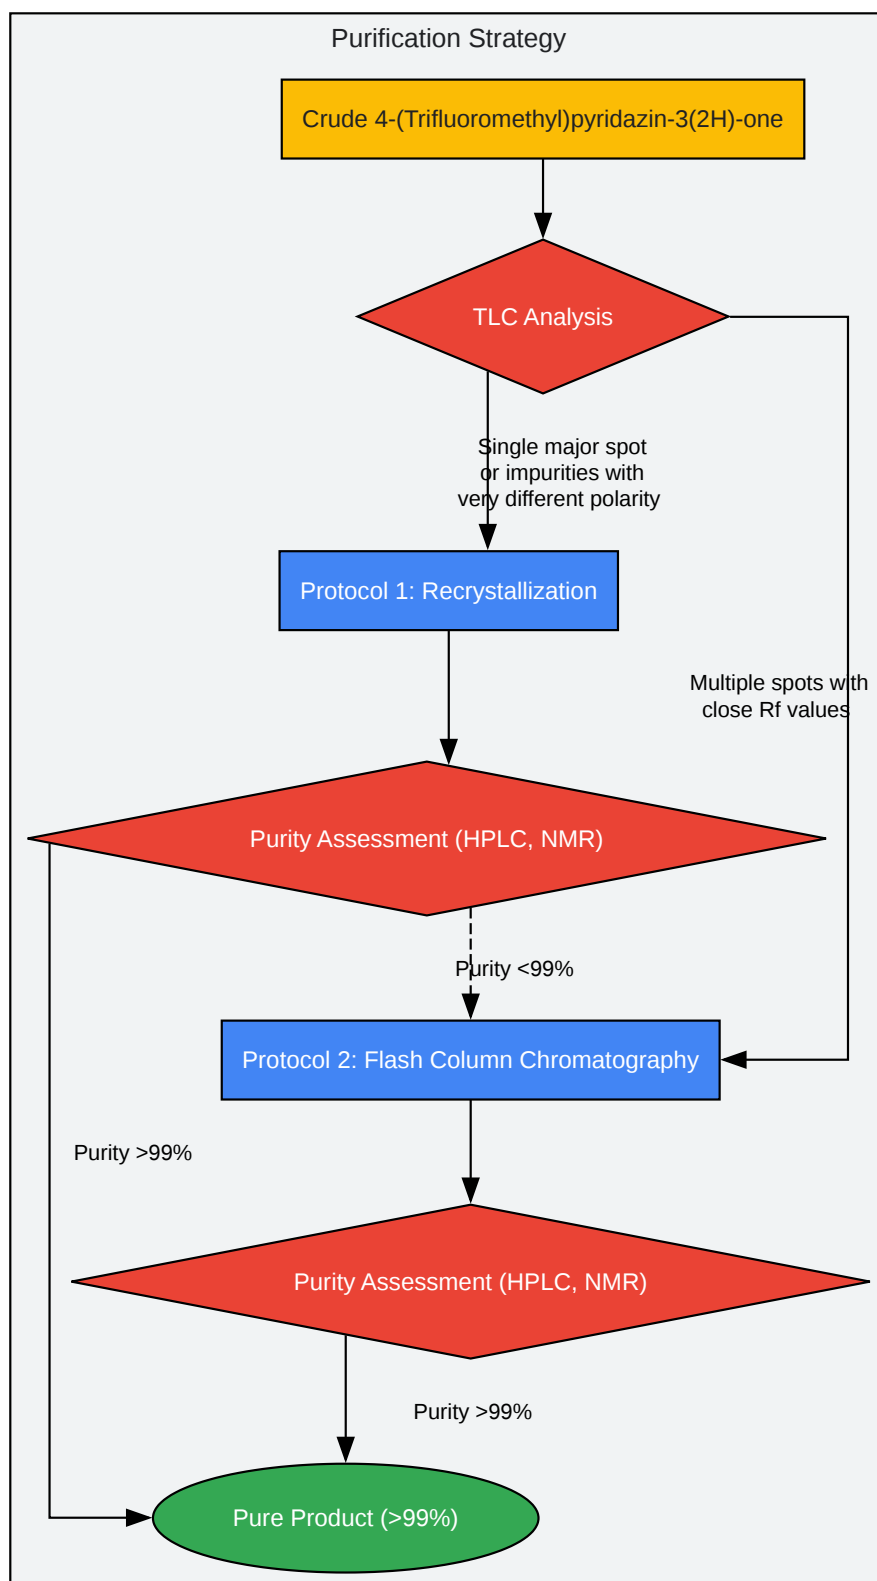 Purification Strategy
Crude 4-(Trifluoromethyl)pyridazin-3(2H)-one
TLC Analysis
Single major spot
or impurities with
very different polarity
Protocol 1: Recrystallization
Multiple spots with
close Rf values
Purity Assessment (HPLC, NMR)
Purity <99%
Protocol 2: Flash Column Chromatography
Purity >99%
Purity Assessment (HPLC, NMR)
Purity >99%
Pure Product (>99%)